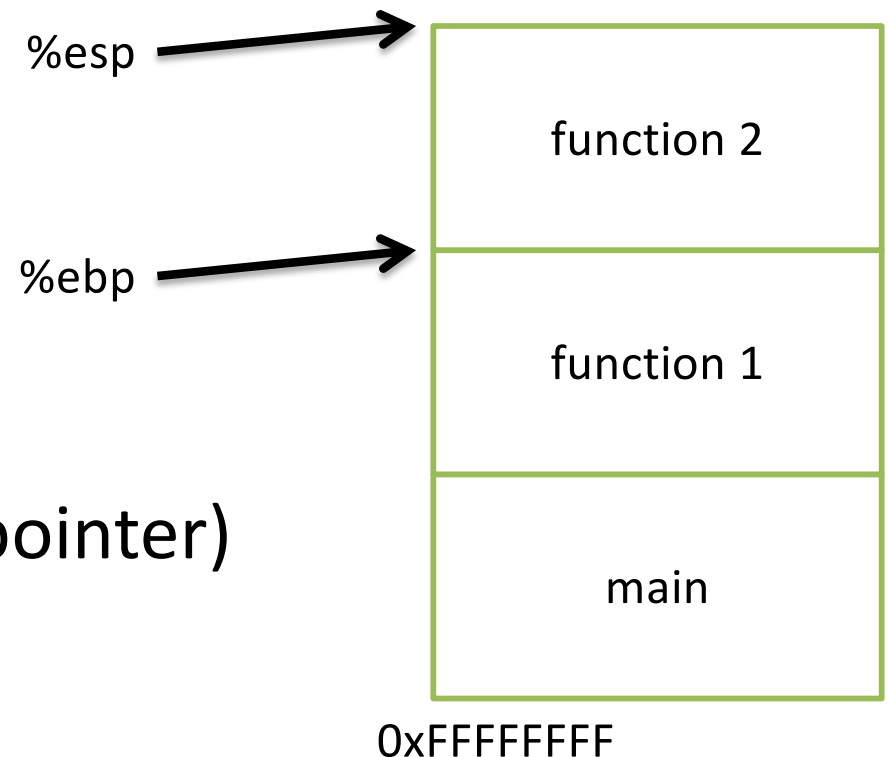 %esp
function 2
%ebp
function 1
pointer)
main
0xFFFFFFFF